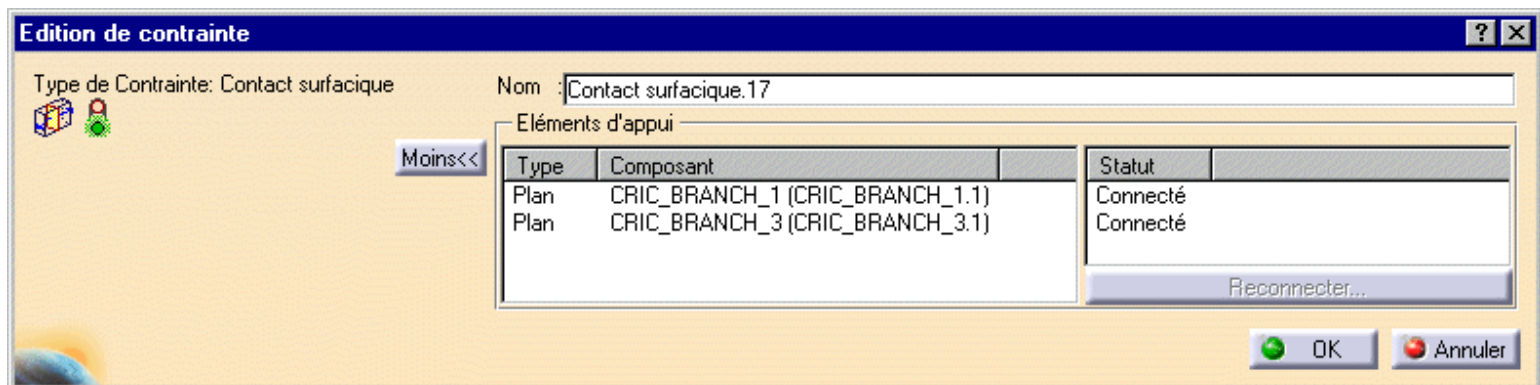 Edition de contrainte
Type de Contrainte: Contact surfacique
Nom : Contact surfacique.17
Eléments d'appui
Moins<<
Type Composant Statut
Plan CRIC_BRANCH_1 (CRIC_BRANCH_1.1) Connecté
Plan CRIC_BRANCH_3 (CRIC_BRANCH_3.1) Connecté
Reconnecter...
OK Annuler